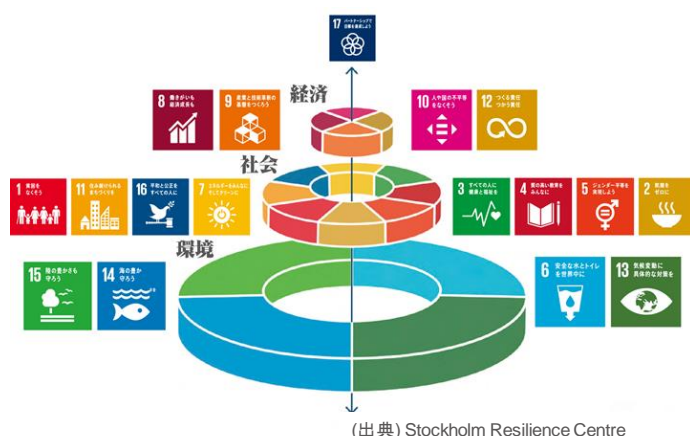 17 パートナーシップで
目標を達成しよう
経済
8 働きがいも
経済成長も
9 産業と技術革新の
基盤をつくろう
10 人や国の不平等
をなくそう
12 つくる責任
つかう責任
社会
1 貧困を
なくそう
11 住み続けられる
まちづくりを
16 平和と公正を
すべての人に
7 エネルギーをみんなに
そしてクリーンに
3 すべての人に
健康と福祉を
4 質の高い教育を
みんなに
5 ジェンダー平等を
実現しよう
2 飢餓を
ゼロに
環境
15 陸の豊かさも
守ろう
14 海の豊か
守ろう
6 安全な水とトイレ
を世界中に
13 気候変動に
具体的な対策を
(出典) Stockholm Resilience Centre